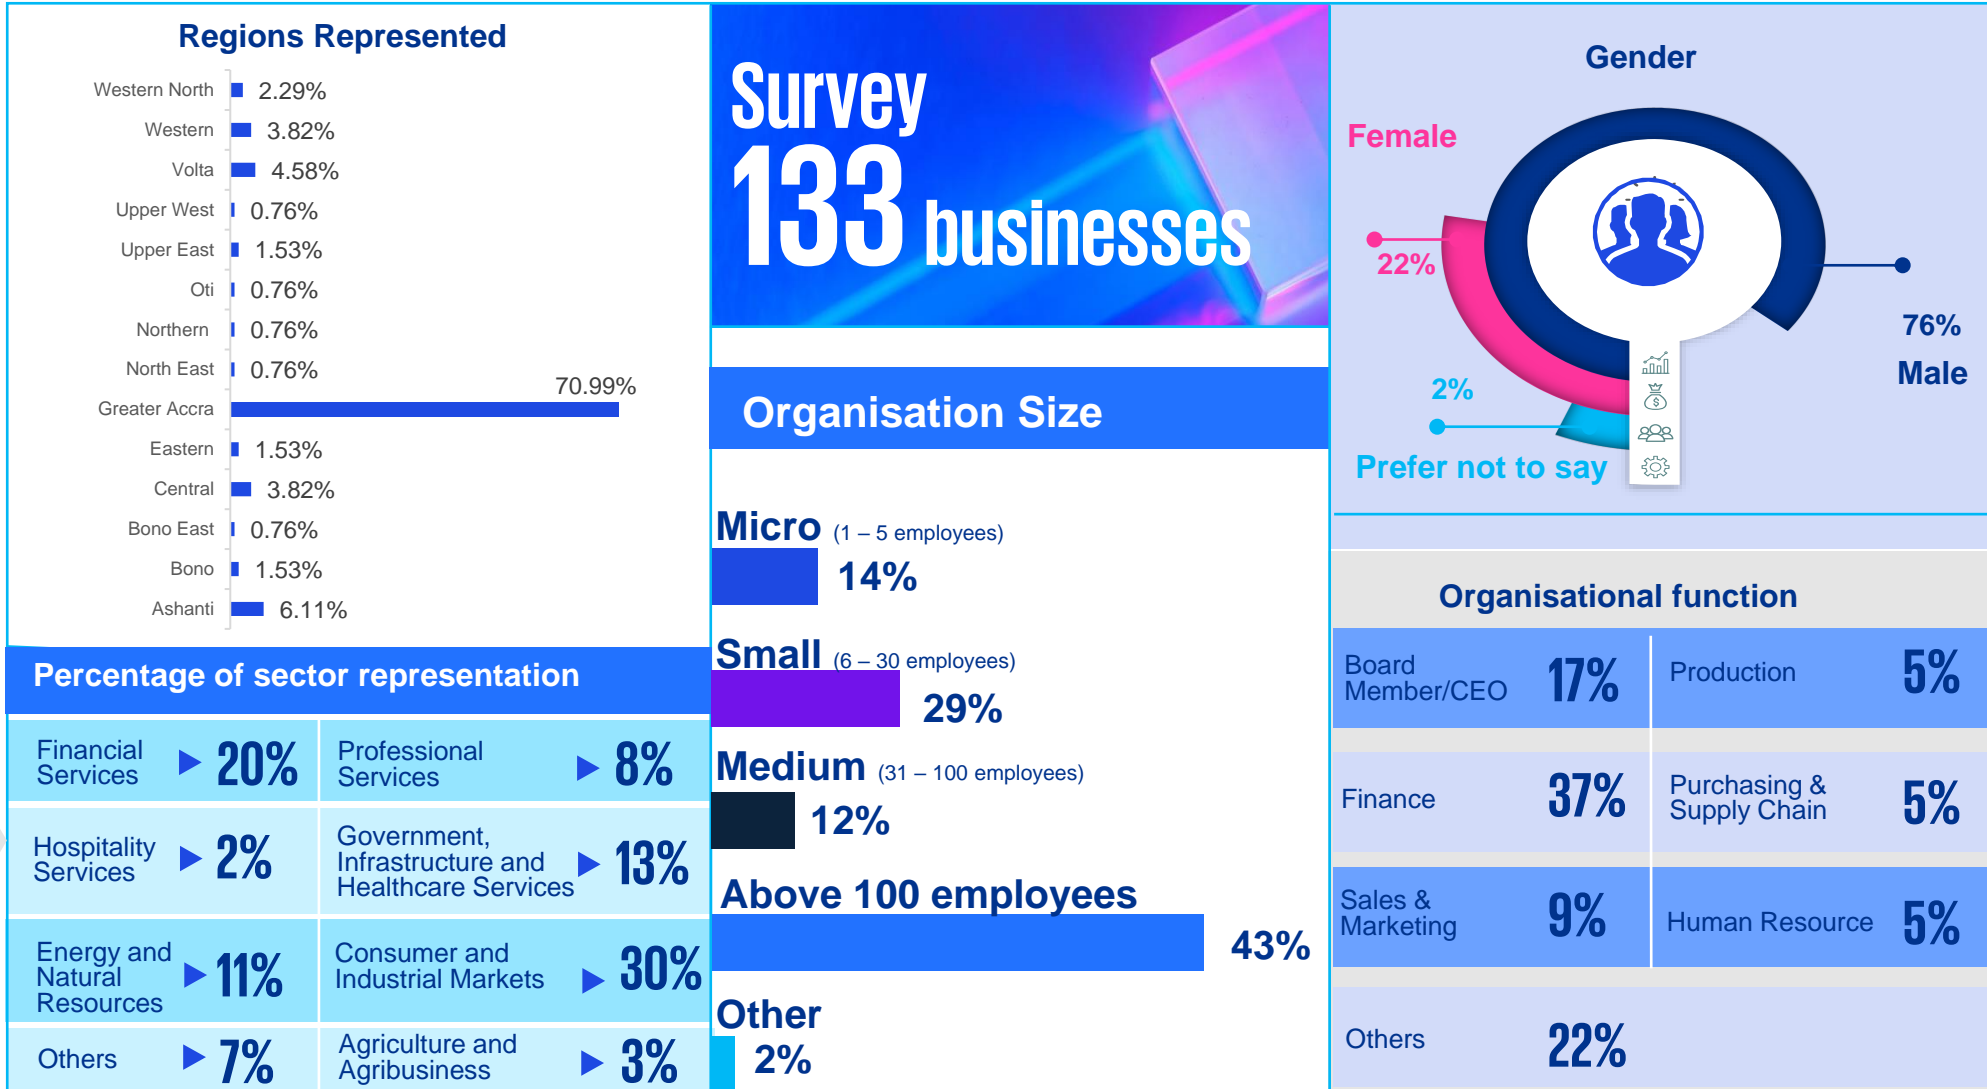 Regions Represented
Western North 2.29%
Western 3.82%
Volta 4.58%
Upper West 0.76%
Upper East 1.53%
Oti 0.76%
Northern 0.76%
North East 0.76%
Greater Accra 70.99%
Eastern 1.53%
Central 3.82%
Bono East 0.76%
Bono 1.53%
Ashanti 6.11%
Percentage of sector representation
Financial
Services
20%
Professional
Services
8%
Hospitality
Services
2%
Government,
Infrastructure and
Healthcare Services
13%
Energy and
Natural
Resources
11%
Consumer and
Industrial Markets
30%
Others
7%
Agriculture and
Agribusiness
3%
Survey
133 businesses
Organisation Size
Micro (1 – 5 employees)
14%
Small (6 – 30 employees)
29%
Medium (31 – 100 employees)
12%
Above 100 employees
43%
Other
2%
Gender
Female
22%
76%
Male
2%
Prefer not to say
$
Organisational function
Board
Member/CEO
17%
Production
5%
Finance
37%
Purchasing &
Supply Chain
5%
Sales &
Marketing
9%
Human Resource
5%
Others
22%